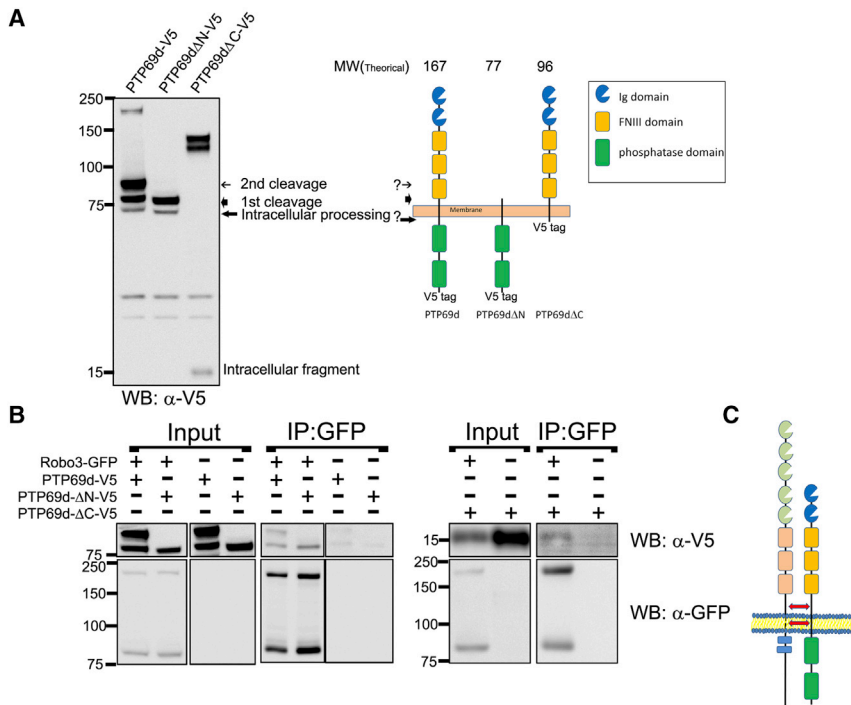 A
PTP69d-V5
PTP69dΔN-V5
PTP69dΔC-V5
250
150
100
75
15
2nd cleavage
1st cleavage
Intracellular processing
Intracellular fragment
WB: α-V5
MW(Theorical) 167 77 96
?
?
Membrane
V5 tag
V5 tag V5 tag
PTP69d PTP69dΔN PTP69dΔC
Ig domain
FNIII domain
phosphatase domain
B
Input IP:GFP
Robo3-GFP + + - - + + - -
PTP69d-V5 + - + - + - + -
PTP69d-ΔN-V5 - + - + - + - +
PTP69d-ΔC-V5 - - - - - - - -
75
250
150
100
75
Input IP:GFP
+ - + -
- - - -
- - - -
+ + + +
15
250
150
100
75
WB: α-V5
WB: α-GFP
C